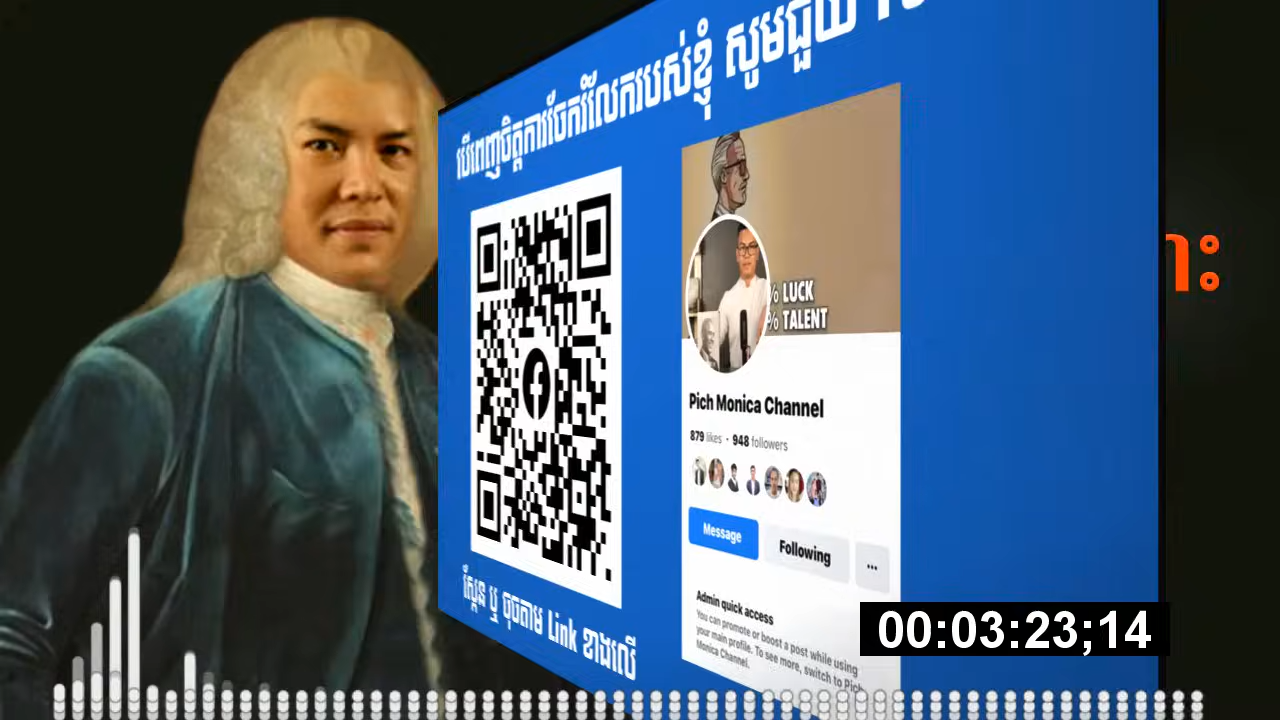 បើពេញចិត្តការចែករំលែករបស់ខ្ញុំ សូមជួយ
% LUCK
% TALENT
Pich Monica Channel
879 likes · 948 followers
Message
Following
...
Admin quick access
You can promote or boost a post while using
your main profile. To see more, switch to Pich
Monica Channel.
ស្កែន ឬ ចុចតាម Link ខាងលើ
00:03:23;14